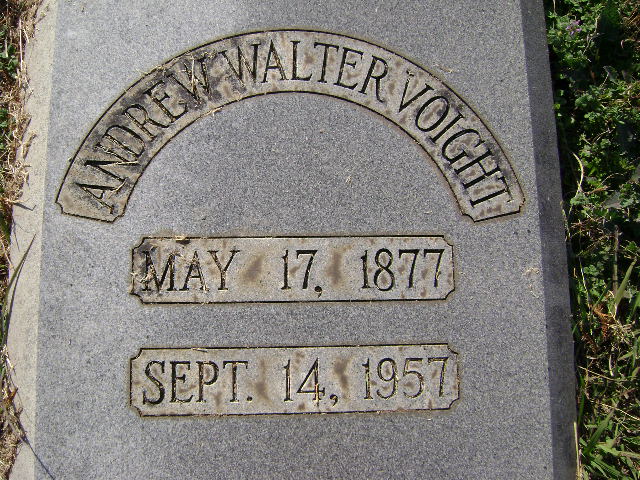 ANDREW WALTER VOIGHT
MAY 17, 1877
SEPT. 14, 1957